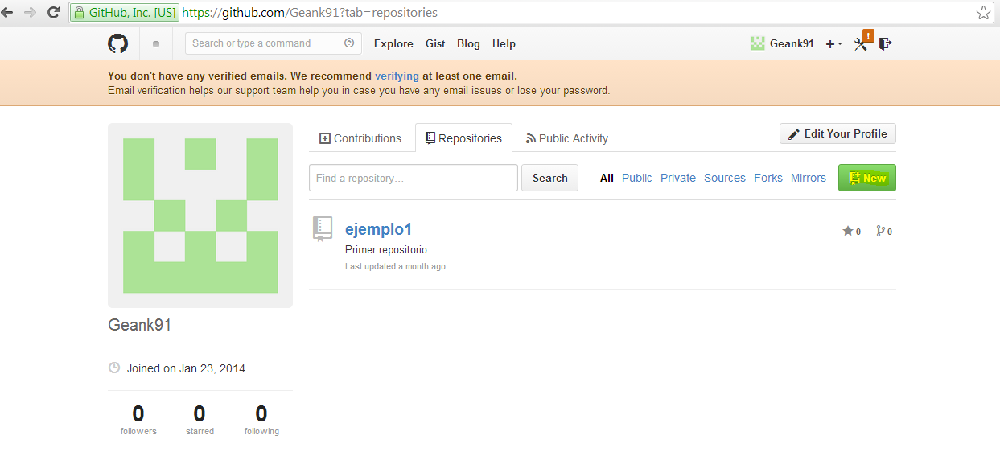 GitHub, Inc. [US] https://github.com/Geank91?tab=repositories
Search or type a command Explore Gist Blog Help Geank91
You don't have any verified emails. We recommend verifying at least one email.
Email verification helps our support team help you in case you have any email issues or lose your password.
Contributions Repositories Public Activity Edit Your Profile
Find a repository... Search All Public Private Sources Forks Mirrors New
ejemplo1 0 0
Primer repositorio
Last updated a month ago
Geank91
Joined on Jan 23, 2014
0 0 0
followers starred following